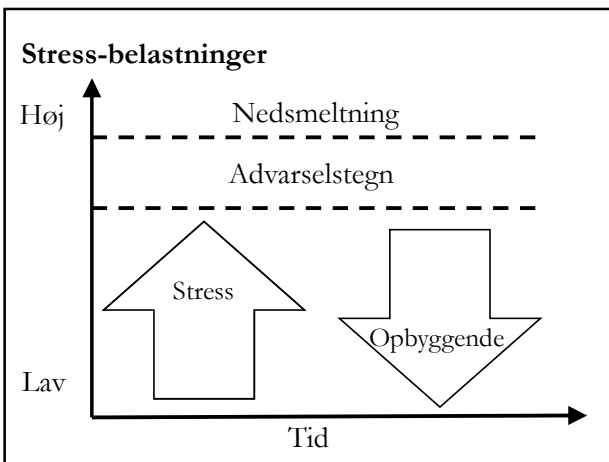 Stress-belastninger
Høj
Nedsmeltning
Advarselstegn
Stress
Opbyggende
Lav
Tid